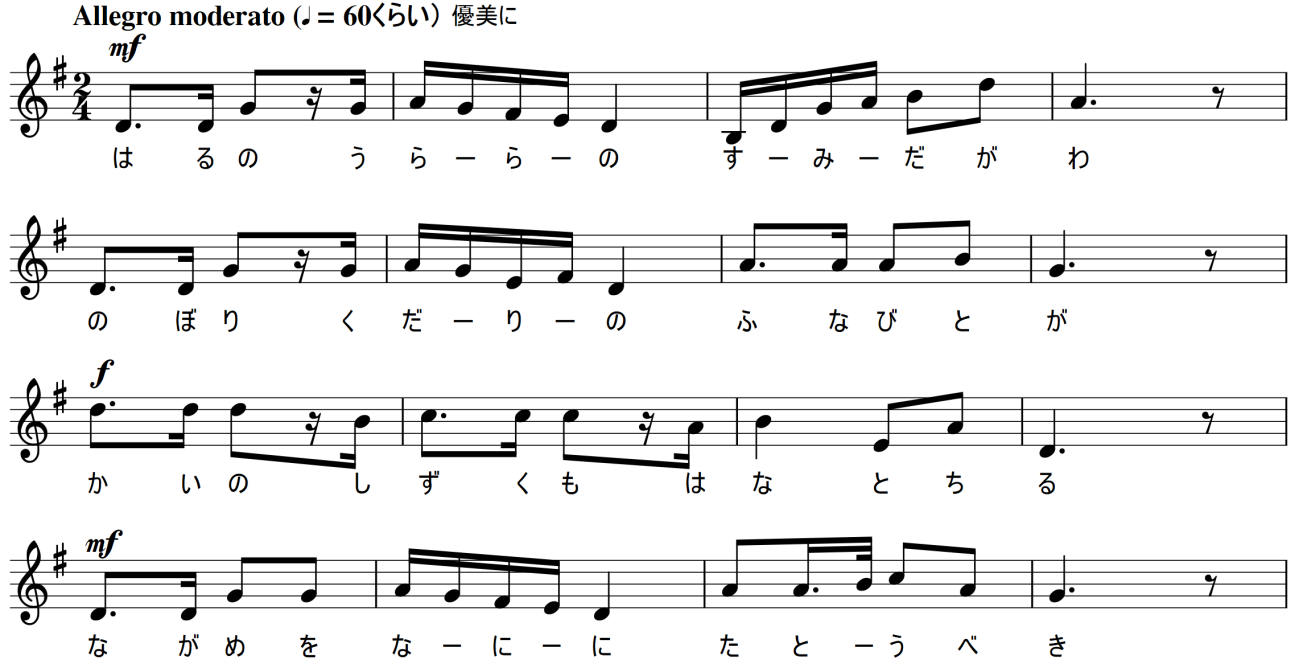 Allegro moderato (♩= 60くらい) 優美に
mf
2
4
は る の う ら ー ら ー の す ー み ー だ が わ
の ぼ り く だ ー り ー の ふ な び と が
f
か い の し ず く も は な と ち る
mf
な が め を な ー に ー に た と ー う べ き